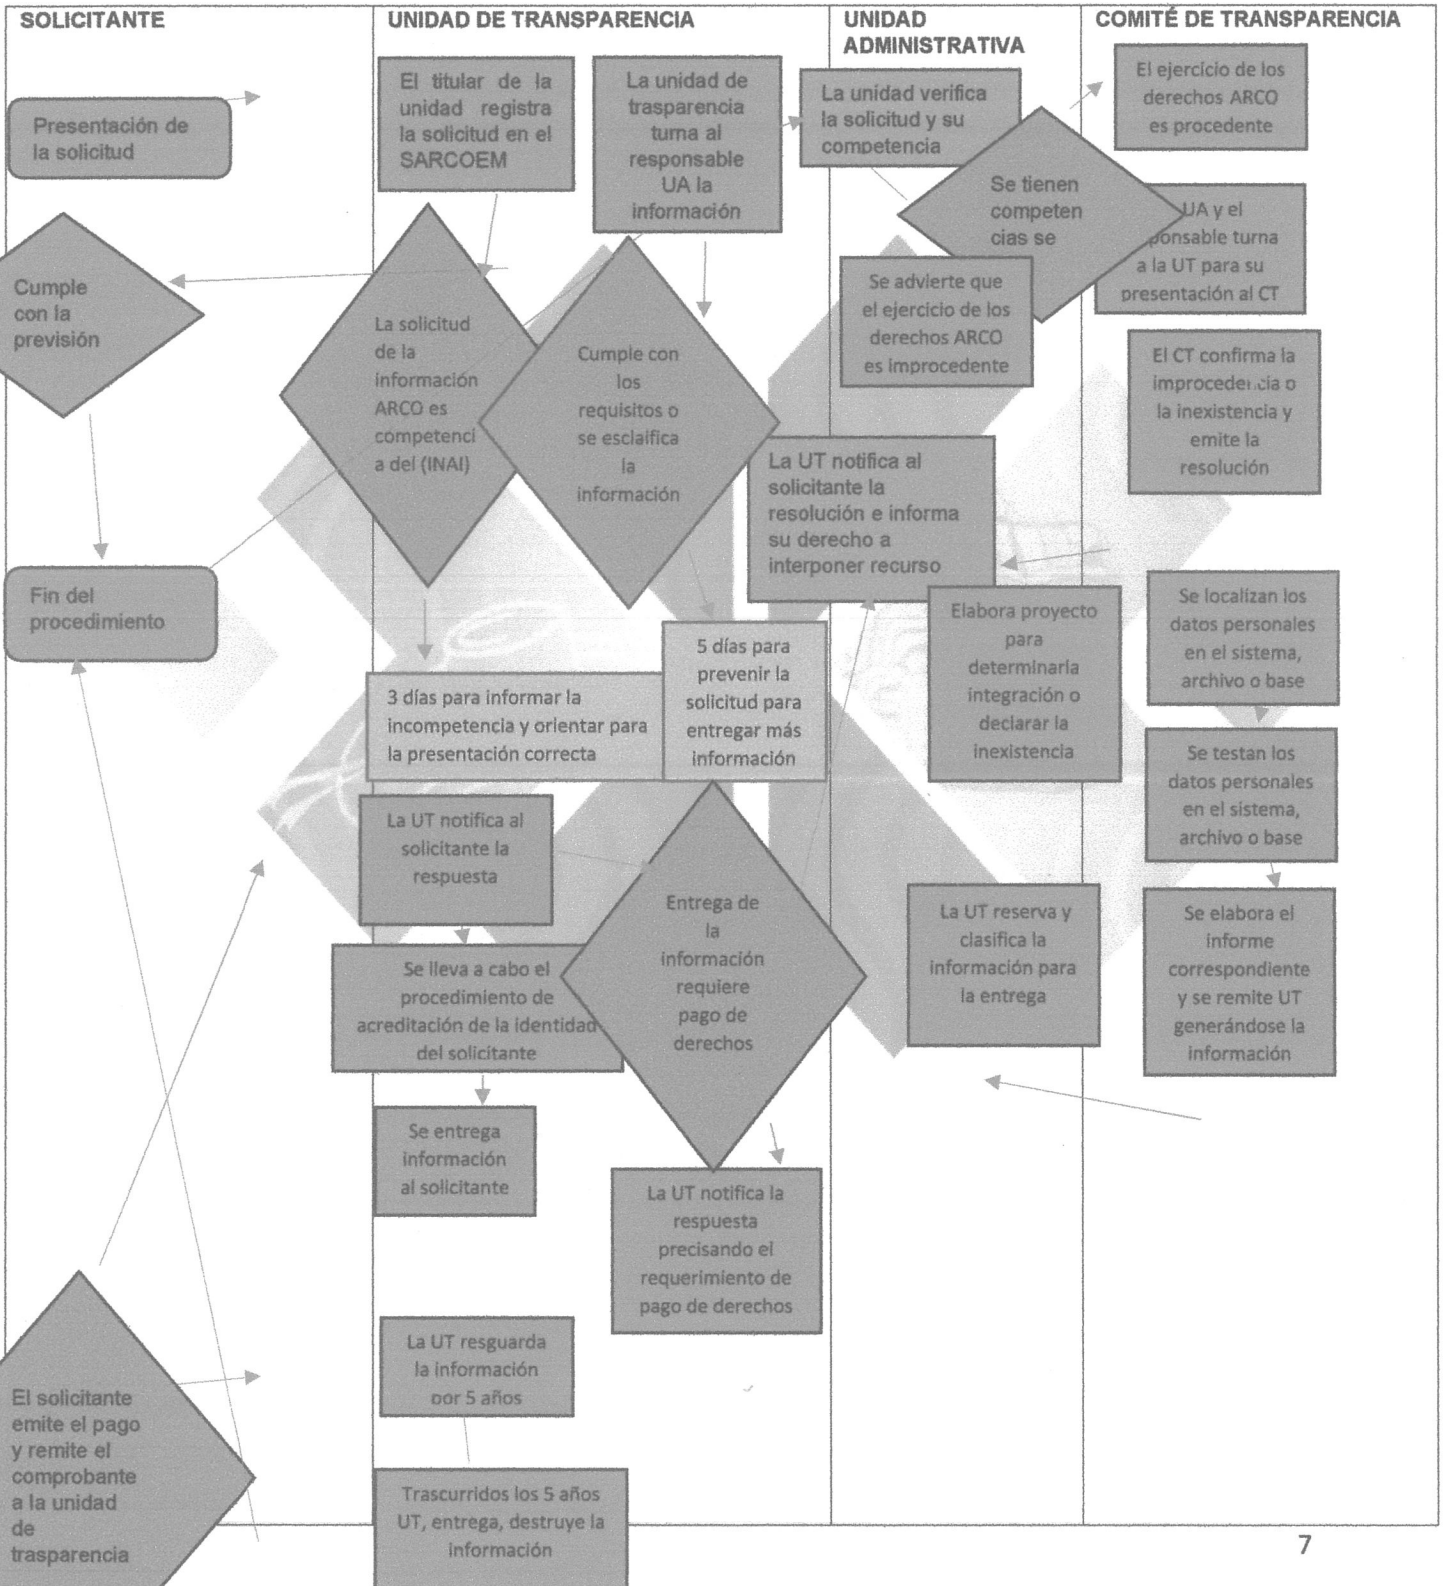 SOLICITANTE
UNIDAD DE TRANSPARENCIA
UNIDAD
ADMINISTRATIVA
COMITÉ DE TRANSPARENCIA
Presentación de
la solicitud
Cumple
con la
previsión
Fin del
procedimiento
El solicitante
emite el pago
y remite el
comprobante
a la unidad
de
trasparencia
El titular de la
unidad registra
la solicitud en el
SARCOEM
La unidad de
trasparencia
turna al
responsable
UA la
información
La solicitud
de la
información
ARCO es
competenci
a del (INAI)
Cumple con
los
requisitos o
se esclaifica
la
información
3 días para informar la
incompetencia y orientar para
la presentación correcta
5 días para
prevenir la
solicitud para
entregar más
información
La UT notifica al
solicitante la
respuesta
Se lleva a cabo el
procedimiento de
acreditación de la identidad
del solicitante
Entrega de
la
información
requiere
pago de
derechos
Se entrega
información
al solicitante
La UT notifica la
respuesta
precisando el
requerimiento de
pago de derechos
La UT resguarda
la información
por 5 años
Trascurridos los 5 años
UT, entrega, destruye la
información
La unidad verifica
la solicitud y su
competencia
Se tienen
competen
cias se
Se advierte que
el ejercicio de los
derechos ARCO
es improcedente
La UT notifica al
solicitante la
resolución e informa
su derecho a
interponer recurso
Elabora proyecto
para
determinarla
integración o
declarar la
inexistencia
La UT reserva y
clasifica la
información para
la entrega
El ejercicio de los
derechos ARCO
es procedente
UA y el
ponsable turna
a la UT para su
presentación al CT
El CT confirma la
improcedencia o
la inexistencia y
emite la
resolución
Se localizan los
datos personales
en el sistema,
archivo o base
Se testan los
datos personales
en el sistema,
archivo o base
Se elabora el
informe
correspondiente
y se remite UT
generándose la
información
7